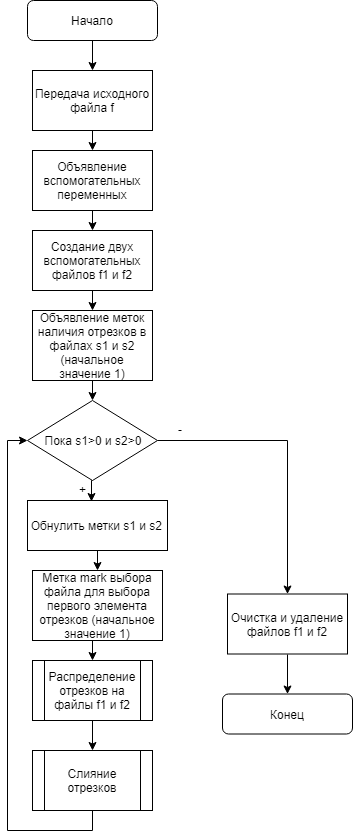 Начало
Передача исходного
файла f
Объявление
вспомогательных
переменных
Создание двух
вспомогательных
файлов f1 и f2
Объявление меток
наличия отрезков в
файлах s1 и s2
(начальное
значение 1)
Пока s1>0 и s2>0
-
+
Обнулить метки s1 и s2
Метка mark выбора
файла для выбора
первого элемента
отрезков (начальное
значение 1)
Очистка и удаление
файлов f1 и f2
Распределение
отрезков на
файлы f1 и f2
Конец
Слияние
отрезков